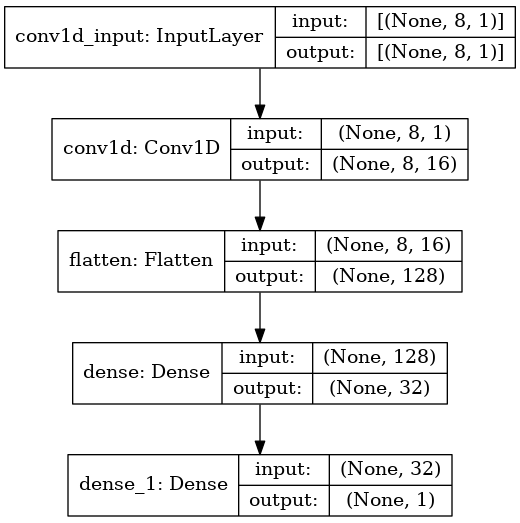 conv1d_input: InputLayer
input: [(None, 8, 1)]
output: [(None, 8, 1)]
conv1d: Conv1D
input: (None, 8, 1)
output: (None, 8, 16)
flatten: Flatten
input: (None, 8, 16)
output: (None, 128)
dense: Dense
input: (None, 128)
output: (None, 32)
dense_1: Dense
input: (None, 32)
output: (None, 1)